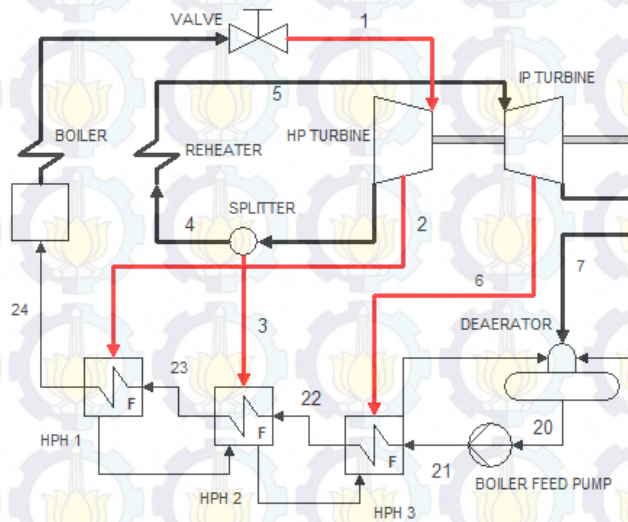 VALVE
1
IP TURBINE
5
BOILER
REHEATER
HP TURBINE
SPLITTER
2
4
7
6
3
DEAERATOR
24
23
22
F
F
F
20
21
HPH 1
HPH 2
HPH 3
BOILER FEED PUMP